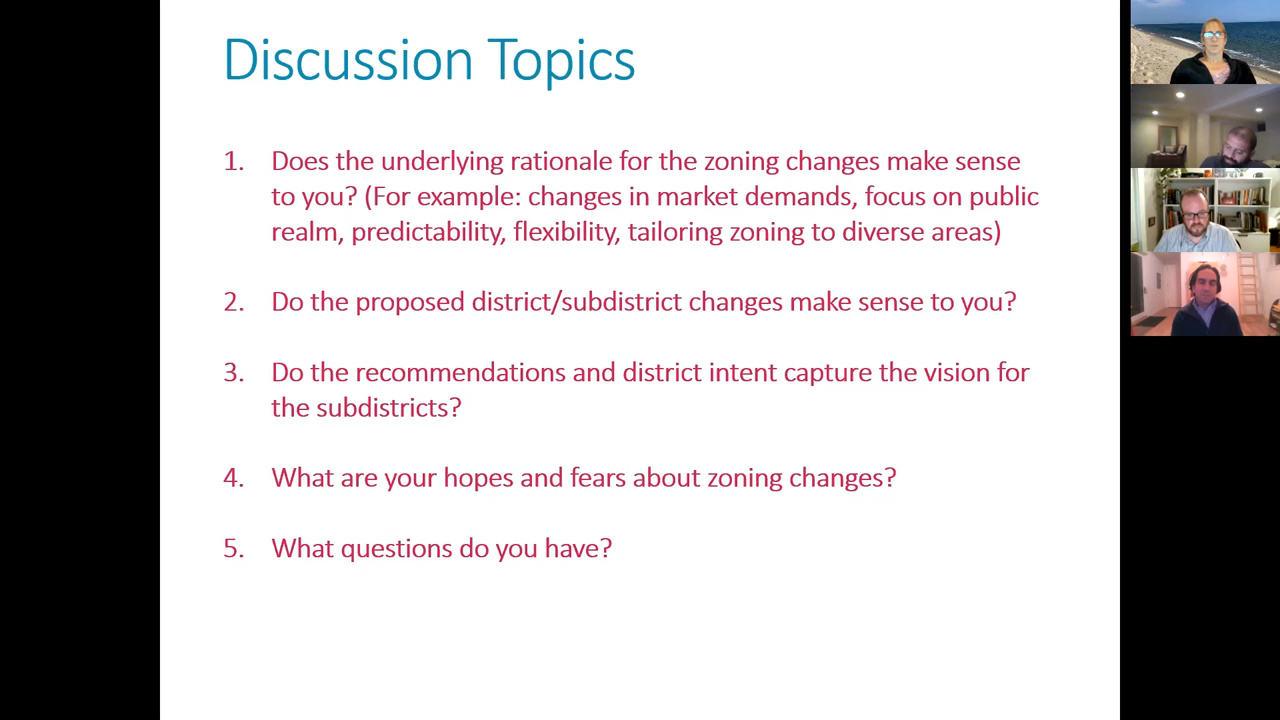 Discussion Topics
1. Does the underlying rationale for the zoning changes make sense
to you? (For example: changes in market demands, focus on public
realm, predictability, flexibility, tailoring zoning to diverse areas)
2. Do the proposed district/subdistrict changes make sense to you?
3. Do the recommendations and district intent capture the vision for
the subdistricts?
4. What are your hopes and fears about zoning changes?
5. What questions do you have?